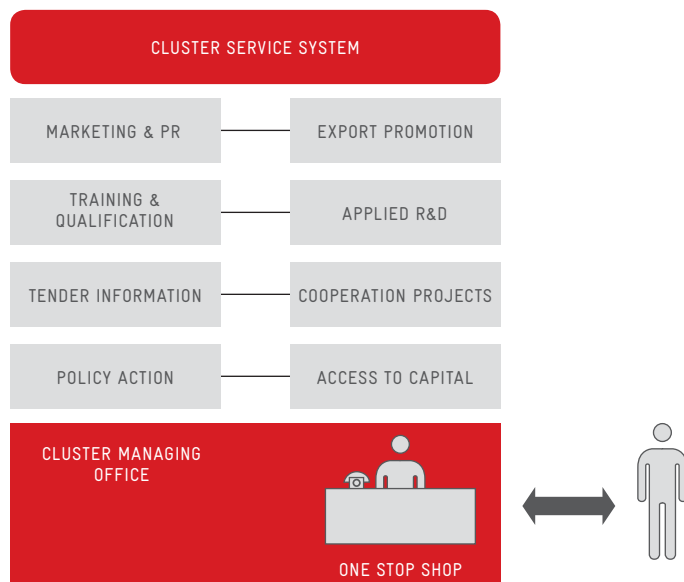 CLUSTER SERVICE SYSTEM
MARKETING & PR
EXPORT PROMOTION
TRAINING &
QUALIFICATION
APPLIED R&D
TENDER INFORMATION
COOPERATION PROJECTS
POLICY ACTION
ACCESS TO CAPITAL
CLUSTER MANAGING
OFFICE
ONE STOP SHOP